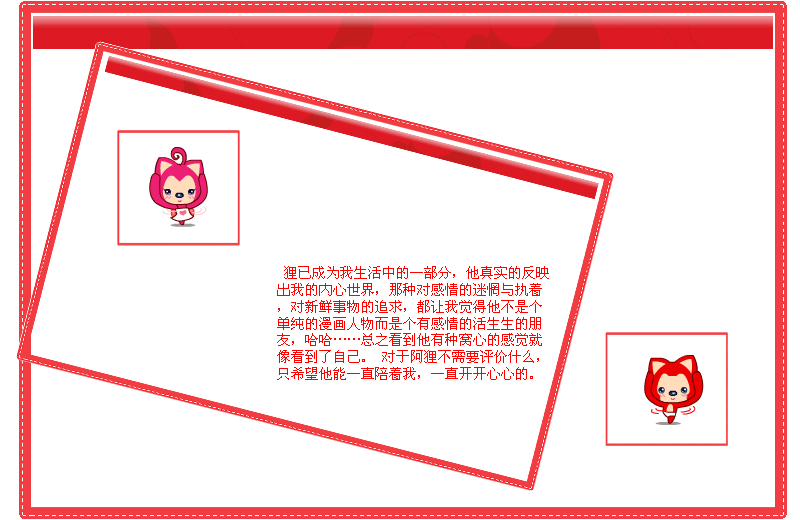 狸已成为我生活中的一部分，他真实的反映
出我的内心世界，那种对感情的迷惘与执着
，对新鲜事物的追求，都让我觉得他不是个
单纯的漫画人物而是个有感情的活生生的朋
友，哈哈……总之看到他有种窝心的感觉就
像看到了自己。 对于阿狸不需要评价什么，
只希望他能一直陪着我，一直开开心心的。